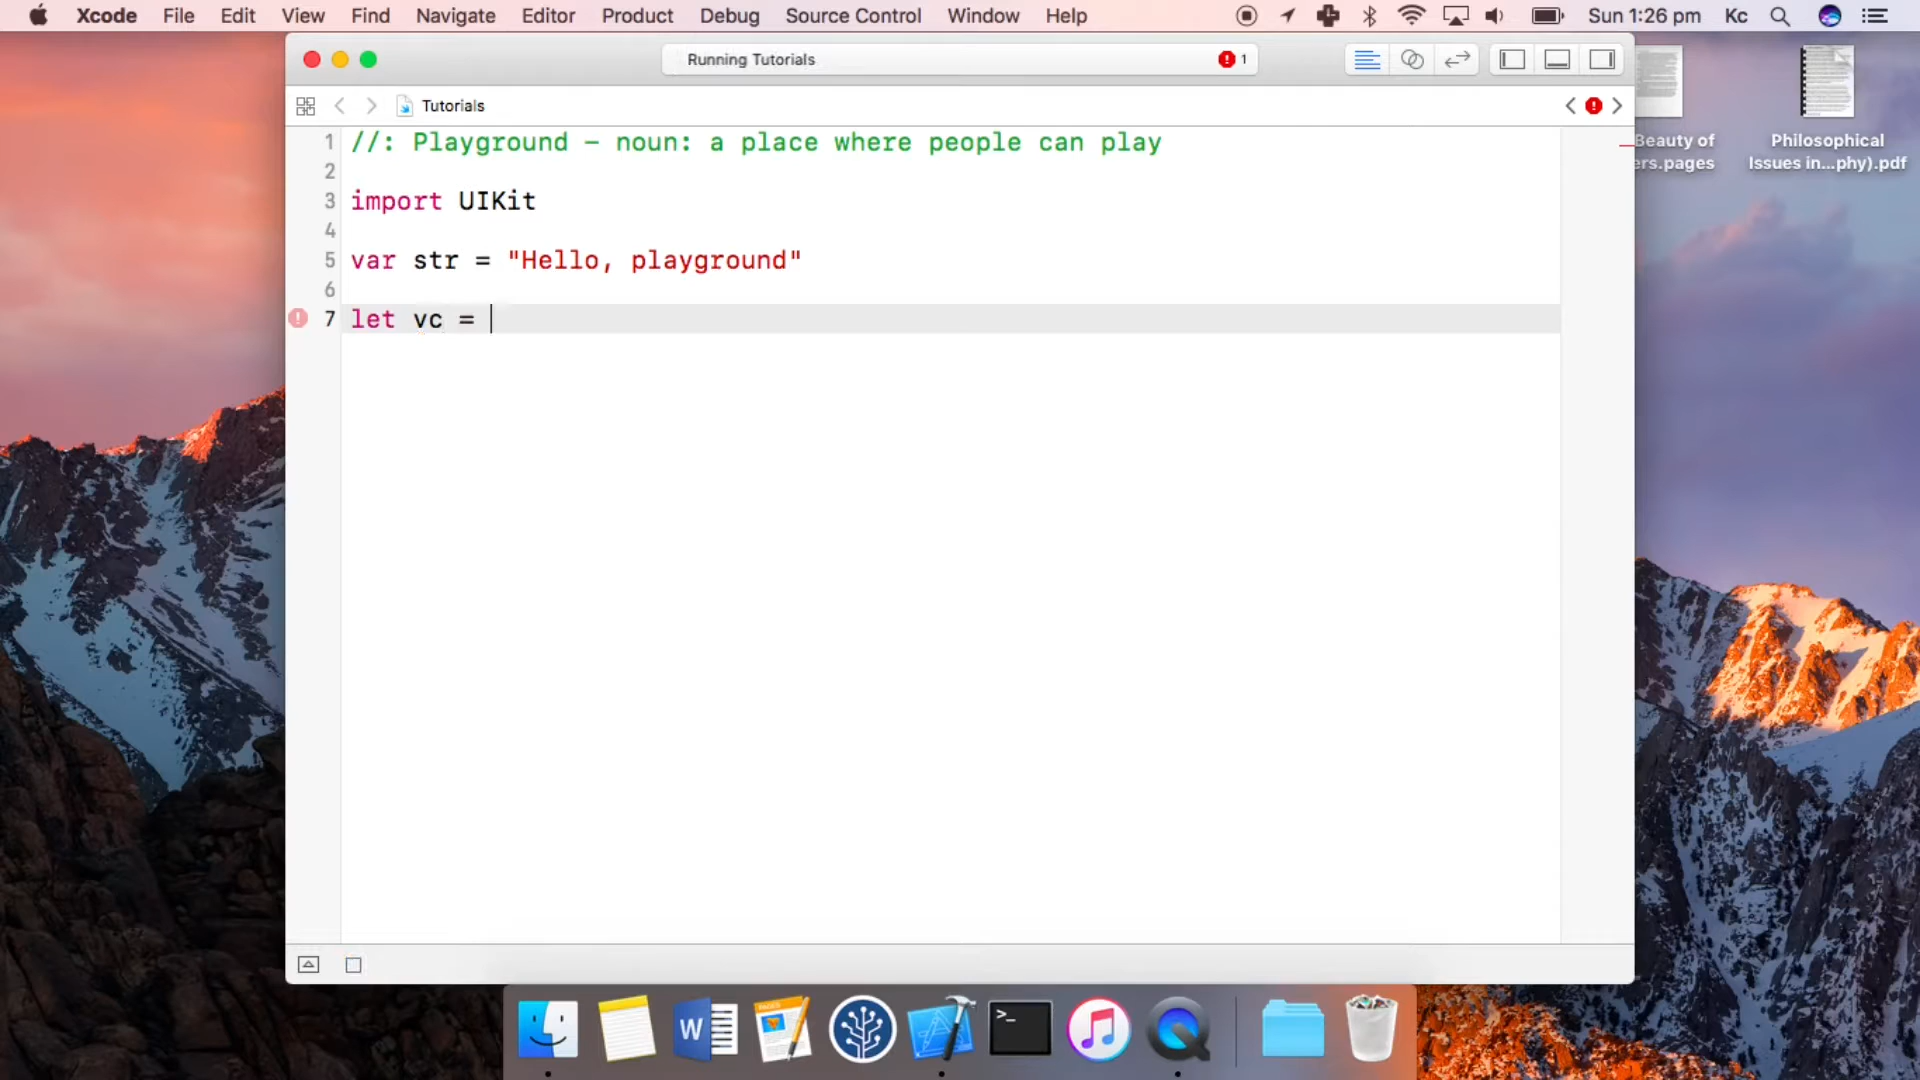 Xcode File Edit View Find Navigate Editor Product Debug Source Control Window Help Sun 1:26 pm Kc
Running Tutorials 1
Tutorials
1 //: Playground – noun: a place where people can play
2
3 import UIKit
4
5 var str = "Hello, playground"
6
7 let vc =
Beauty of
ers.pages
Philosophical
Issues in...phy).pdf
PAGES
W
>_